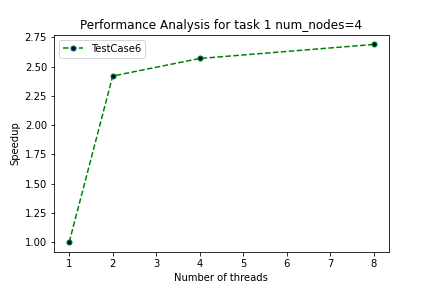 Performance Analysis for task 1 num_nodes=4
TestCase6
2.75
2.50
2.25
2.00
1.75
1.50
1.25
1.00
Speedup
1 2 3 4 5 6 7 8
Number of threads